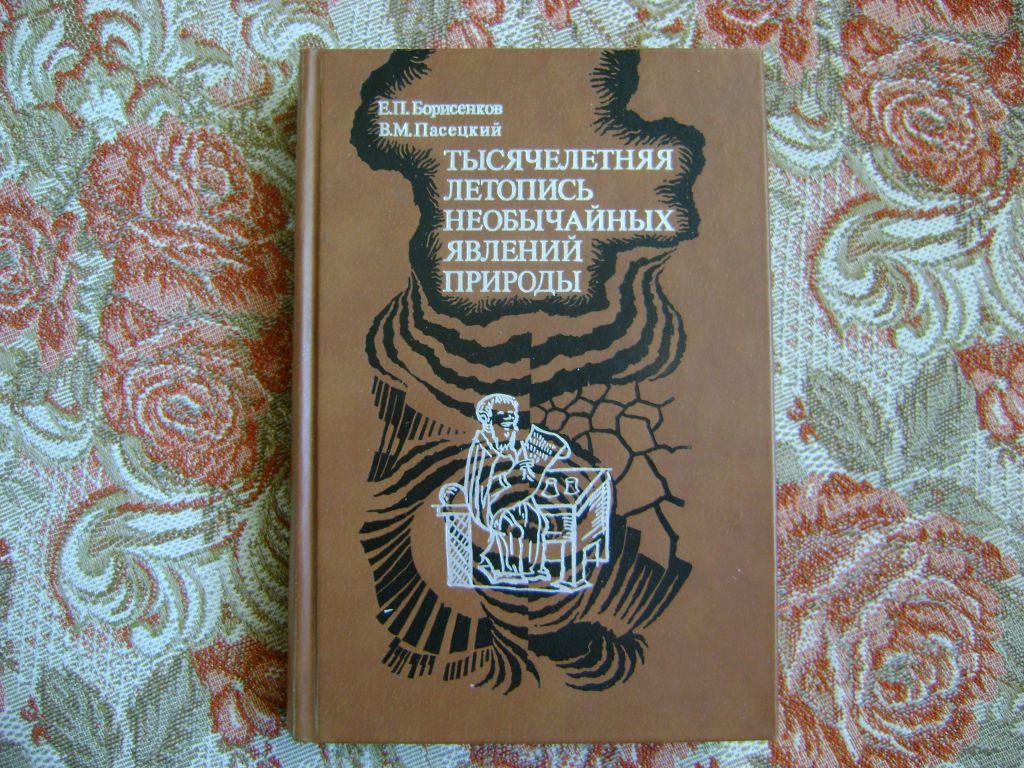 Е.П.Борисенков
В.М.Пасецкий
ТЫСЯЧЕЛЕТНЯЯ
ЛЕТОПИСЬ
НЕОБЫЧАЙНЫХ
ЯВЛЕНИЙ
ПРИРОДЫ